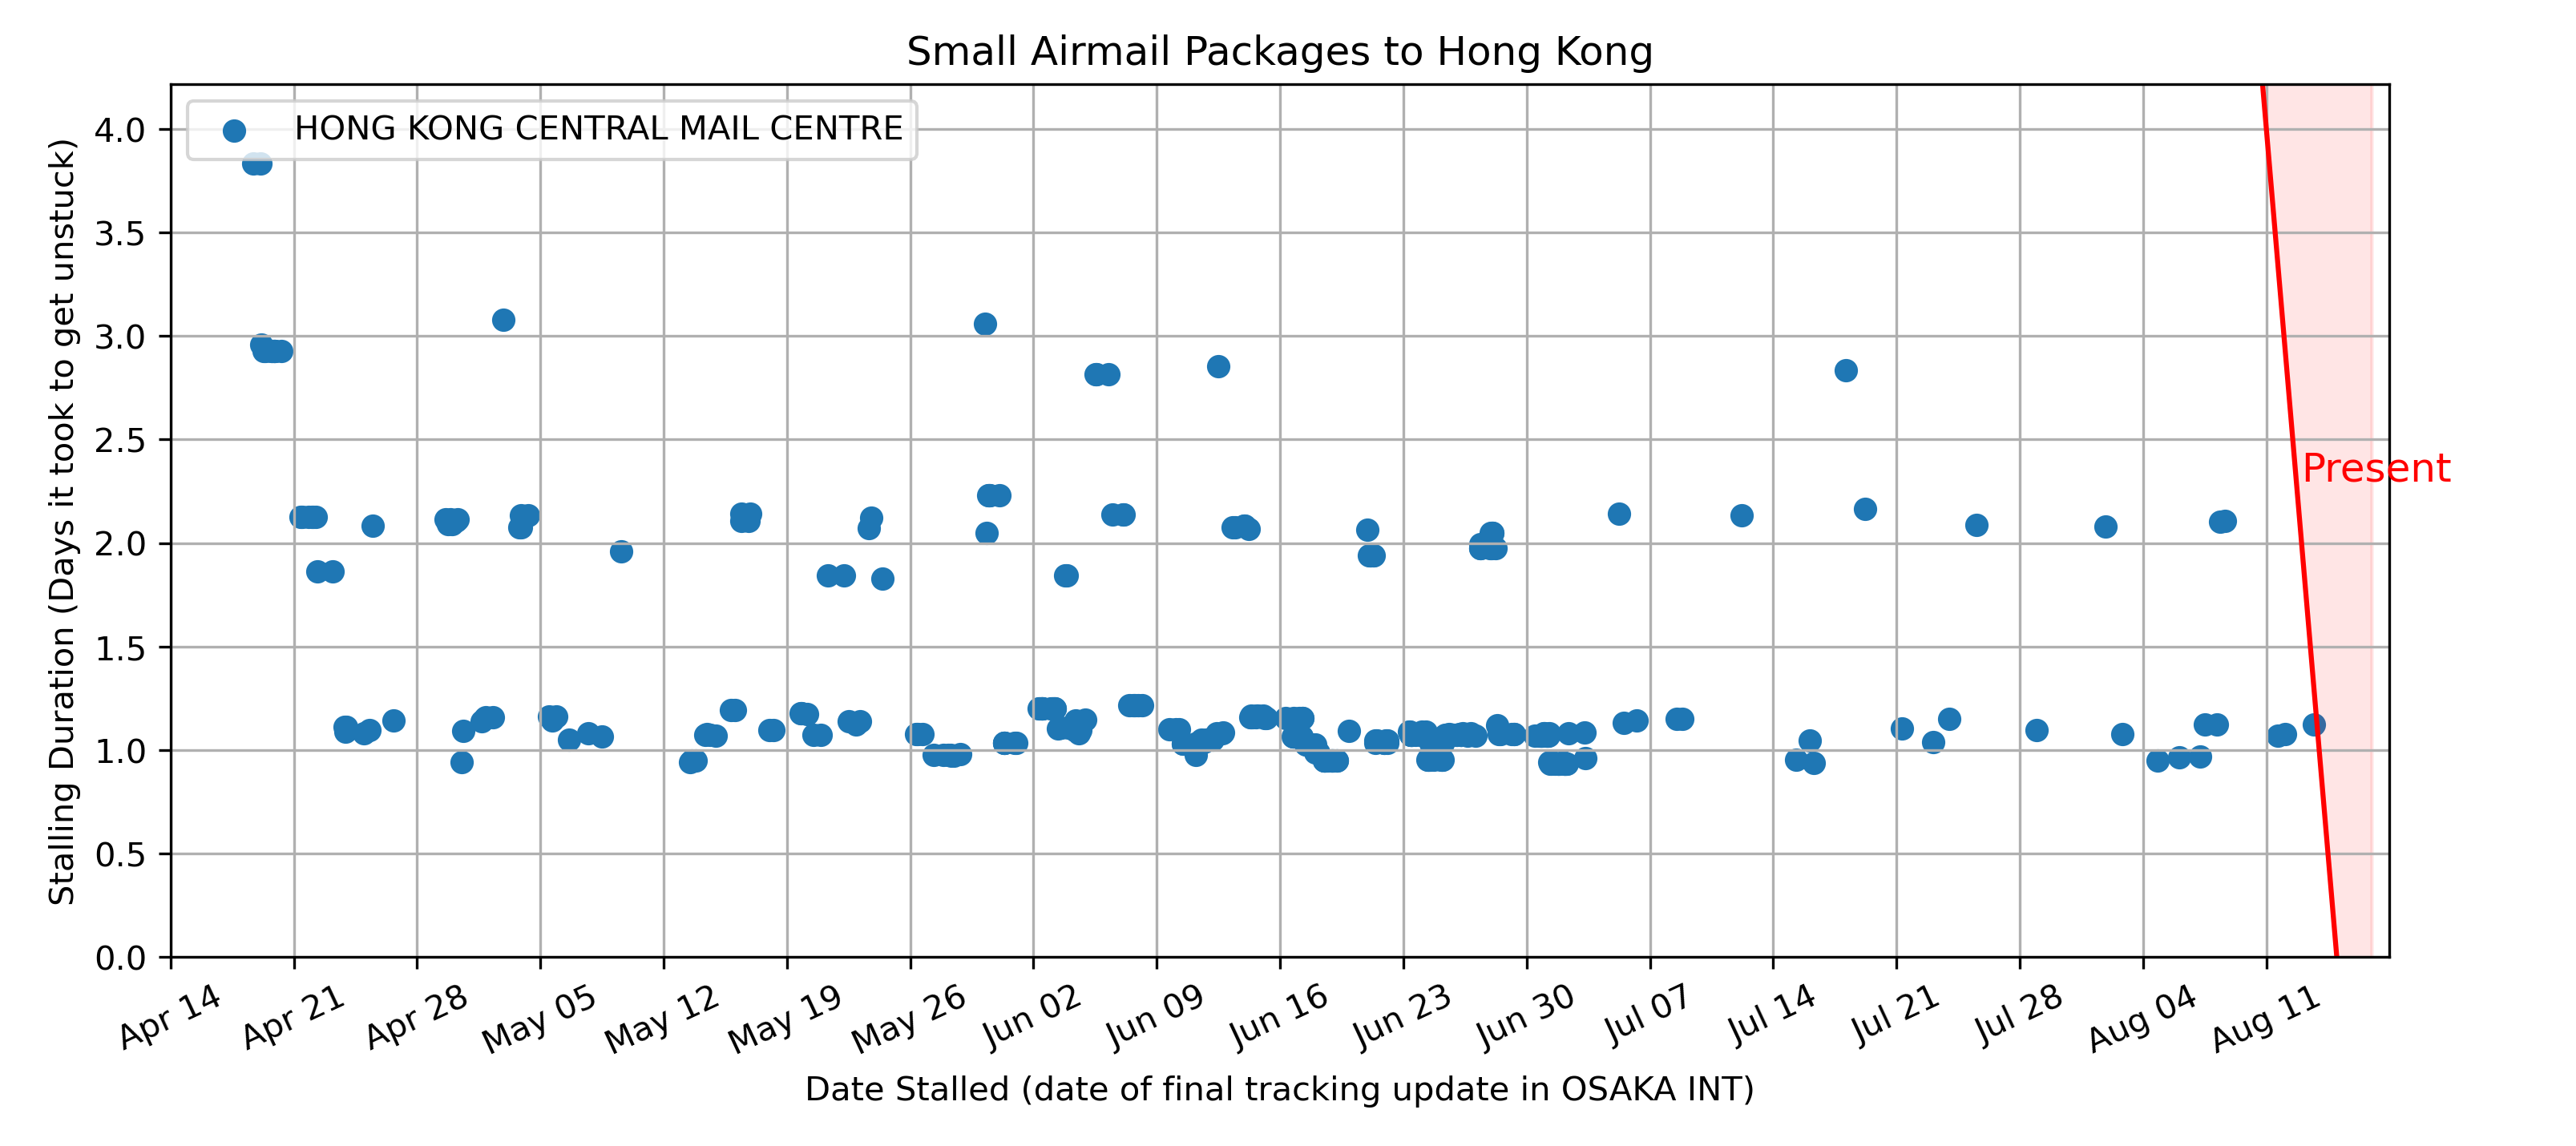 Small Airmail Packages to Hong Kong
HONG KONG CENTRAL MAIL CENTRE
Stalling Duration (Days it took to get unstuck)
4.0
3.5
3.0
2.5
2.0
1.5
1.0
0.5
0.0
Present
Apr 14
Apr 21
Apr 28
May 05
May 12
May 19
May 26
Jun 02
Jun 09
Jun 16
Jun 23
Jun 30
Jul 07
Jul 14
Jul 21
Jul 28
Aug 04
Aug 11
Date Stalled (date of final tracking update in OSAKA INT)